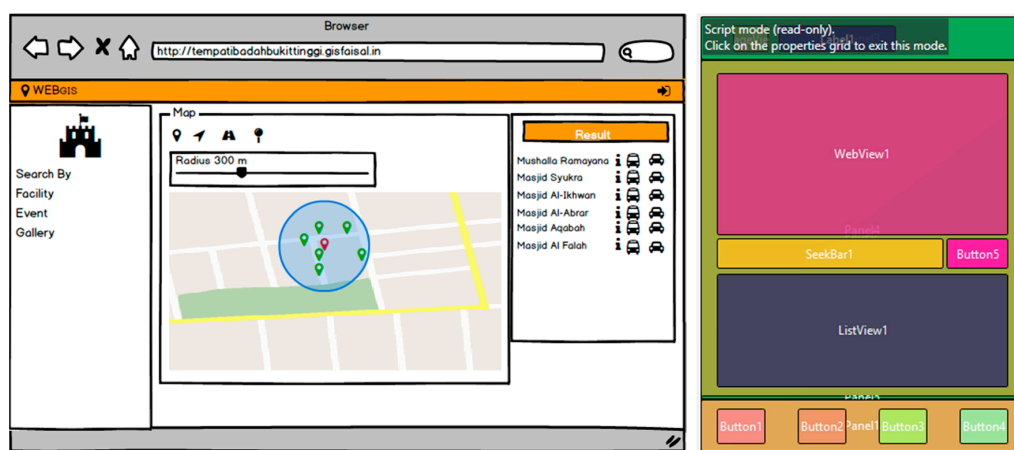 Browser
http://tempatibadahbukittinggi.gisfaisal.in
WEBGIS
Search By
Facility
Event
Gallery
Map
Radius 300 m
Result
Mushalla Ramayana
Masjid Syukra
Masjid Al-Ikhwan
Masjid Al-Abrar
Masjid Aqabah
Masjid Al Falah
Script mode (read-only).
Click on the properties grid to exit this mode.
Label1
WebView1
Panel4
SeekBar1
Button5
ListView1
Panel5
Button1
Button2
Panel1
Button3
Button4